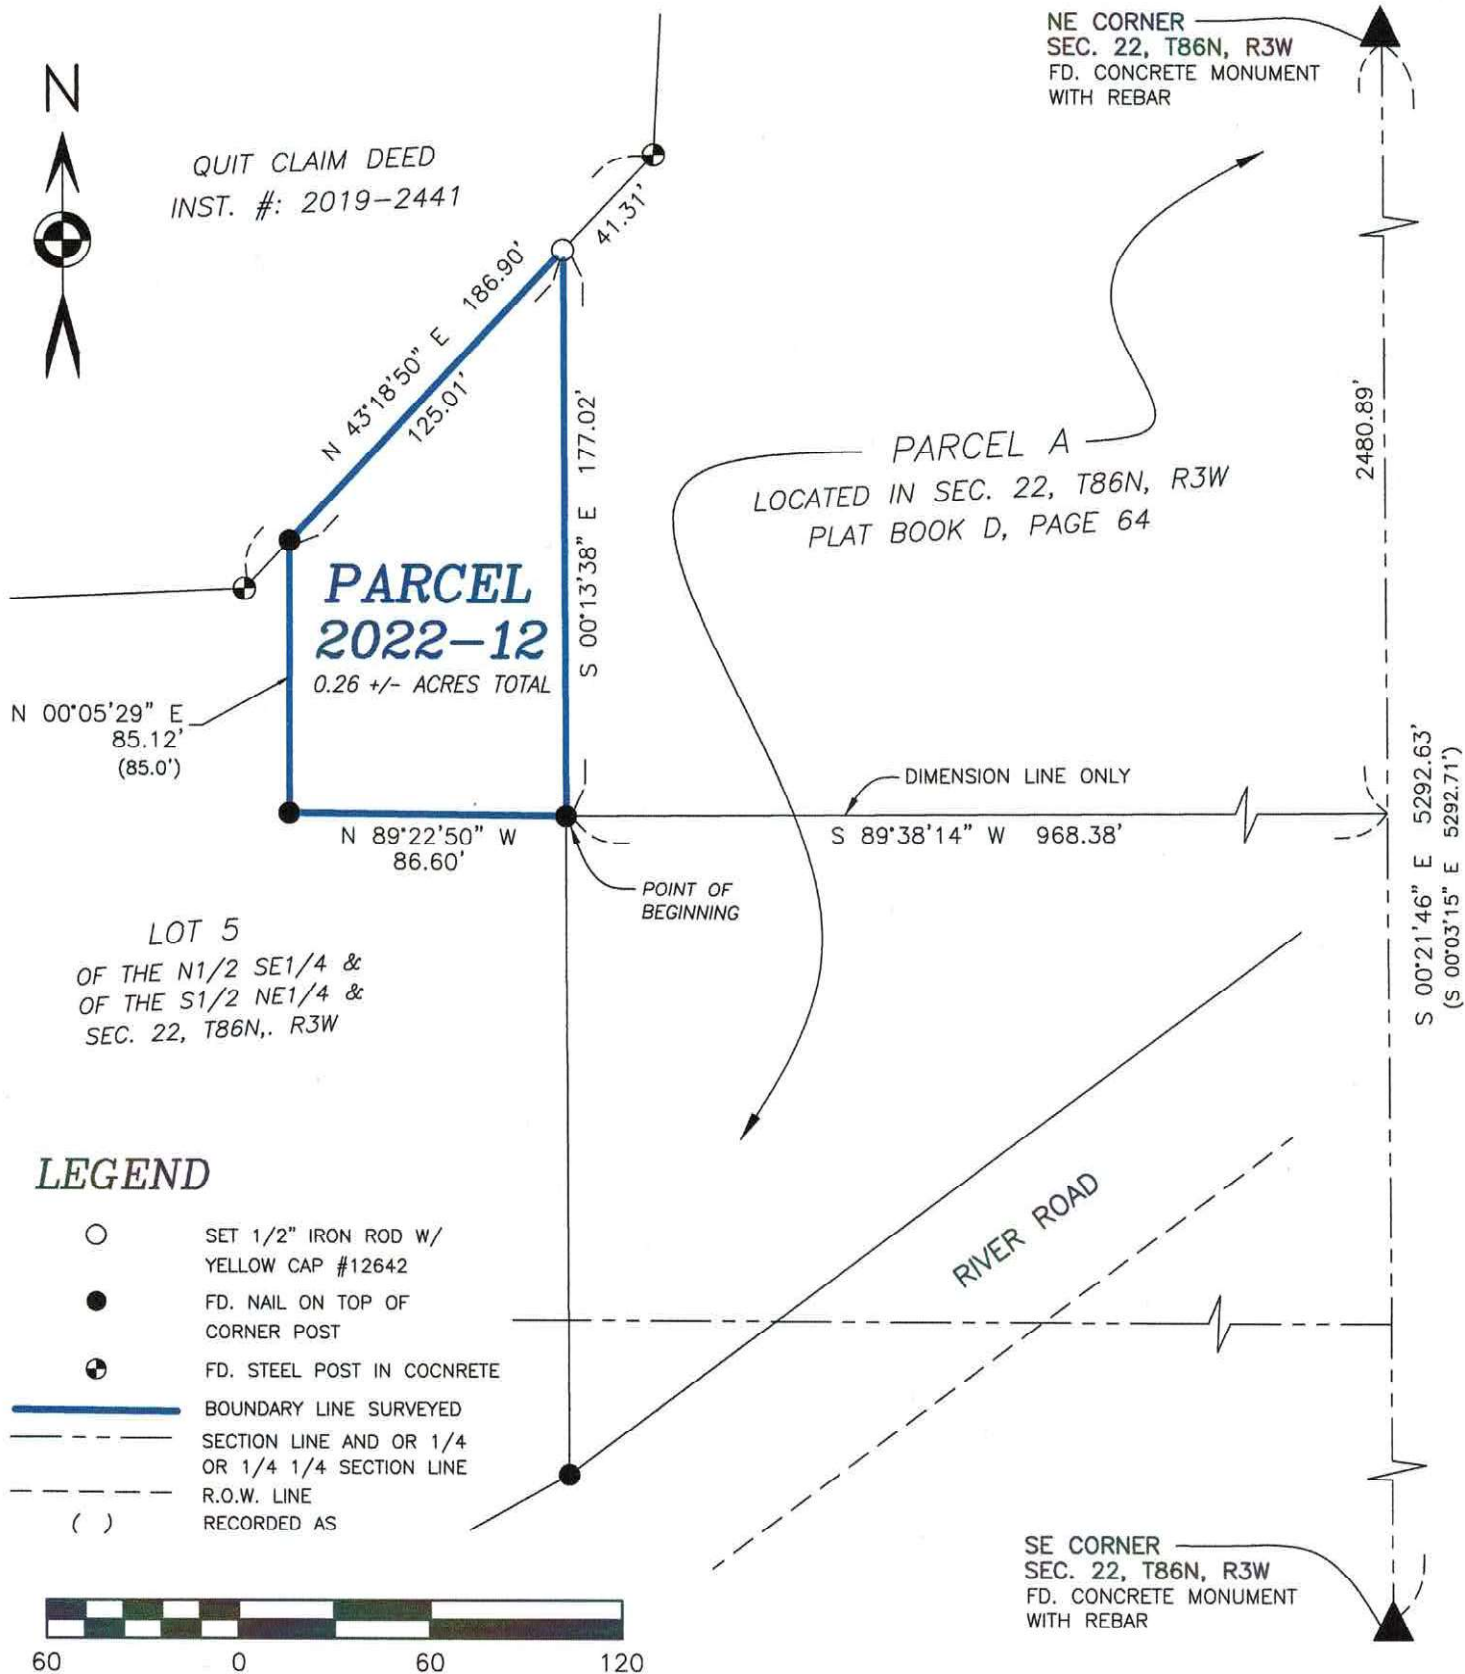 NE CORNER
SEC. 22, T86N, R3W
FD. CONCRETE MONUMENT
WITH REBAR
N
QUIT CLAIM DEED
INST. #: 2019-2441
41.31'
N 43°18'50" E 186.90'
125.01'
S 00°13'38" E 177.02'
2480.89'
PARCEL A
LOCATED IN SEC. 22, T86N, R3W
PLAT BOOK D, PAGE 64
PARCEL
2022-12
0.26 +/- ACRES TOTAL
N 00°05'29" E
85.12'
(85.0')
DIMENSION LINE ONLY
N 89°22'50" W
86.60'
S 89°38'14" W 968.38'
S 00°21'46" E 5292.63'
(S 00°03'15" E 5292.71')
POINT OF
BEGINNING
LOT 5
OF THE N1/2 SE1/4 &
OF THE S1/2 NE1/4 &
SEC. 22, T86N,. R3W
LEGEND
SET 1/2" IRON ROD W/
YELLOW CAP #12642
FD. NAIL ON TOP OF
CORNER POST
FD. STEEL POST IN COCNRETE
BOUNDARY LINE SURVEYED
SECTION LINE AND OR 1/4
OR 1/4 1/4 SECTION LINE
R.O.W. LINE
( ) RECORDED AS
RIVER ROAD
SE CORNER
SEC. 22, T86N, R3W
FD. CONCRETE MONUMENT
WITH REBAR
60 0 60 120